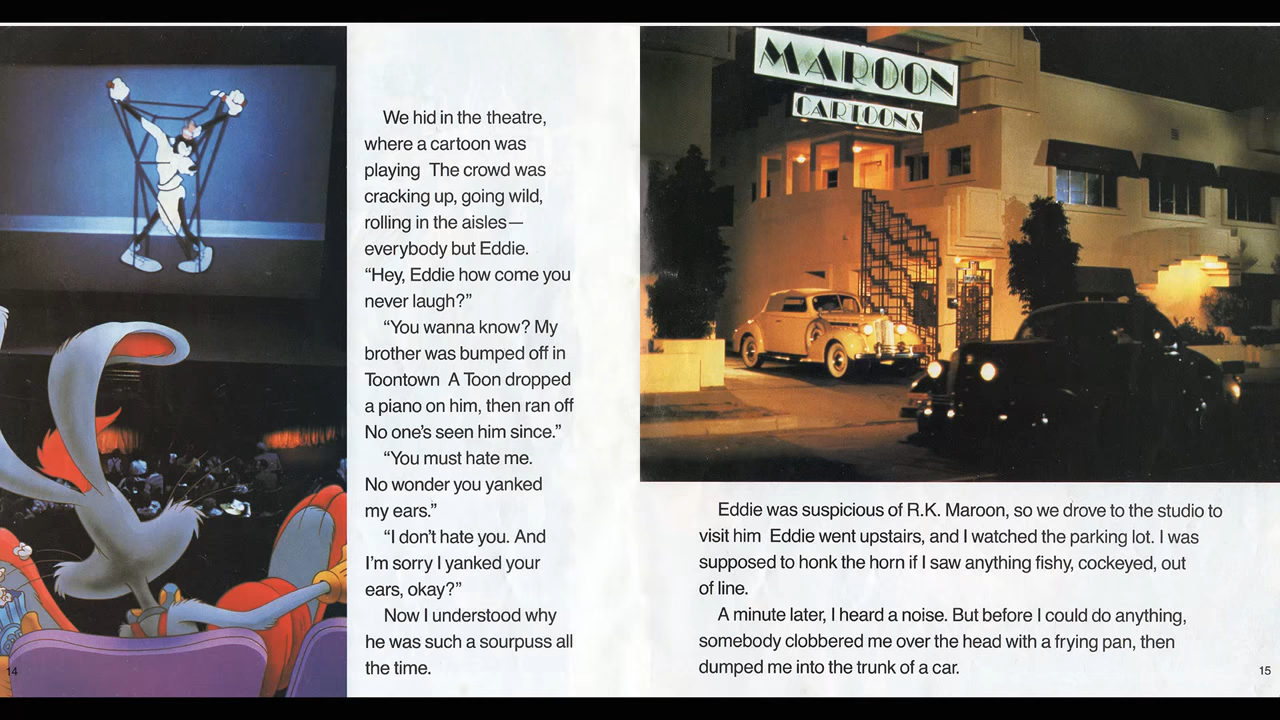 We hid in the theatre,
where a cartoon was
playing The crowd was
cracking up, going wild,
rolling in the aisles—
everybody but Eddie.
“Hey, Eddie how come you
never laugh?”
“You wanna know? My
brother was bumped off in
Toontown A Toon dropped
a piano on him, then ran off
No one’s seen him since.”
“You must hate me.
No wonder you yanked
my ears.”
“I don’t hate you. And
I’m sorry I yanked your
ears, okay?”
Now I understood why
he was such a sourpuss all
the time.
14
MAROON
CARTOONS
Eddie was suspicious of R.K. Maroon, so we drove to the studio to
visit him Eddie went upstairs, and I watched the parking lot. I was
supposed to honk the horn if I saw anything fishy, cockeyed, out
of line.
A minute later, I heard a noise. But before I could do anything,
somebody clobbered me over the head with a frying pan, then
dumped me into the trunk of a car.
15